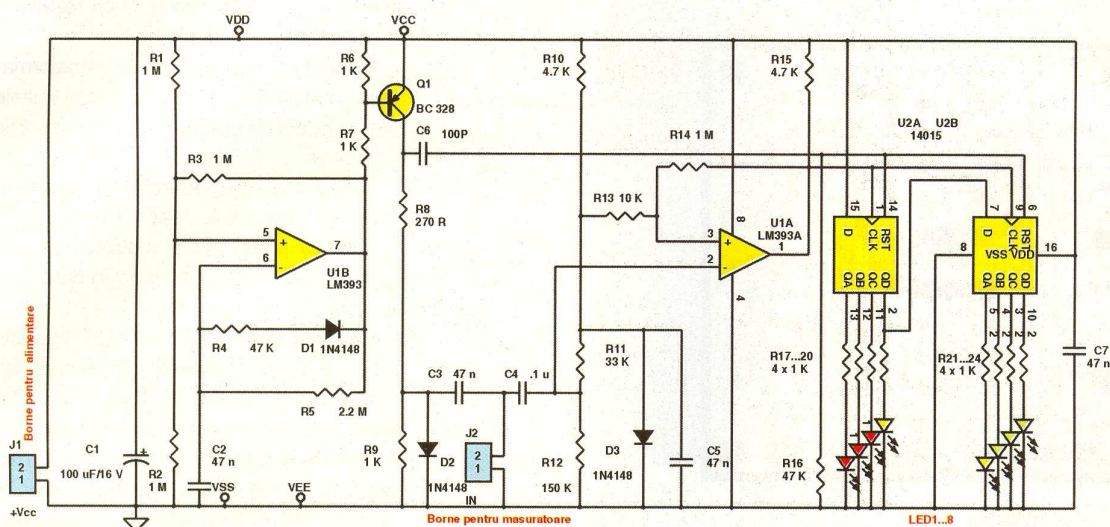 VDD
VCC
R1
1 M
R6
1 K
Q1
BC 328
R10
4.7 K
R15
4.7 K
C6
100P
R7
1 K
R14 1 M
U2A U2B
14015
R3 1 M
R8
270 R
R13 10 K
8
U1A
LM393A
3
+
1
2
-
4
5
+
7
6
-
U1B
LM393
15
1
14
D
CLK
RST
QA
QB
QC
QD
13
12
11
2
7
9
6
8
D
CLK
RST
VSS VDD
16
QA
QB
QC
QD
5
4
3
10
2
2
R4 47 K
D1 1N4148
R5 2.2 M
C3 47 n
C4 .1 u
R11
33 K
R17...20
4 x 1 K
R21...24
4 x 1 K
C7
47 n
Borne pentru alimentare
J1
2
1
+Vcc
C1
100 uF/16 V
+
R2
1 M
C2
47 n
VSS
VEE
R9
1 K
D2
1N4148
J2
2
1
IN
R12
150 K
D3
1N4148
C5
47 n
R16
47 K
1
1
Borne pentru masuratoare
LED1...8